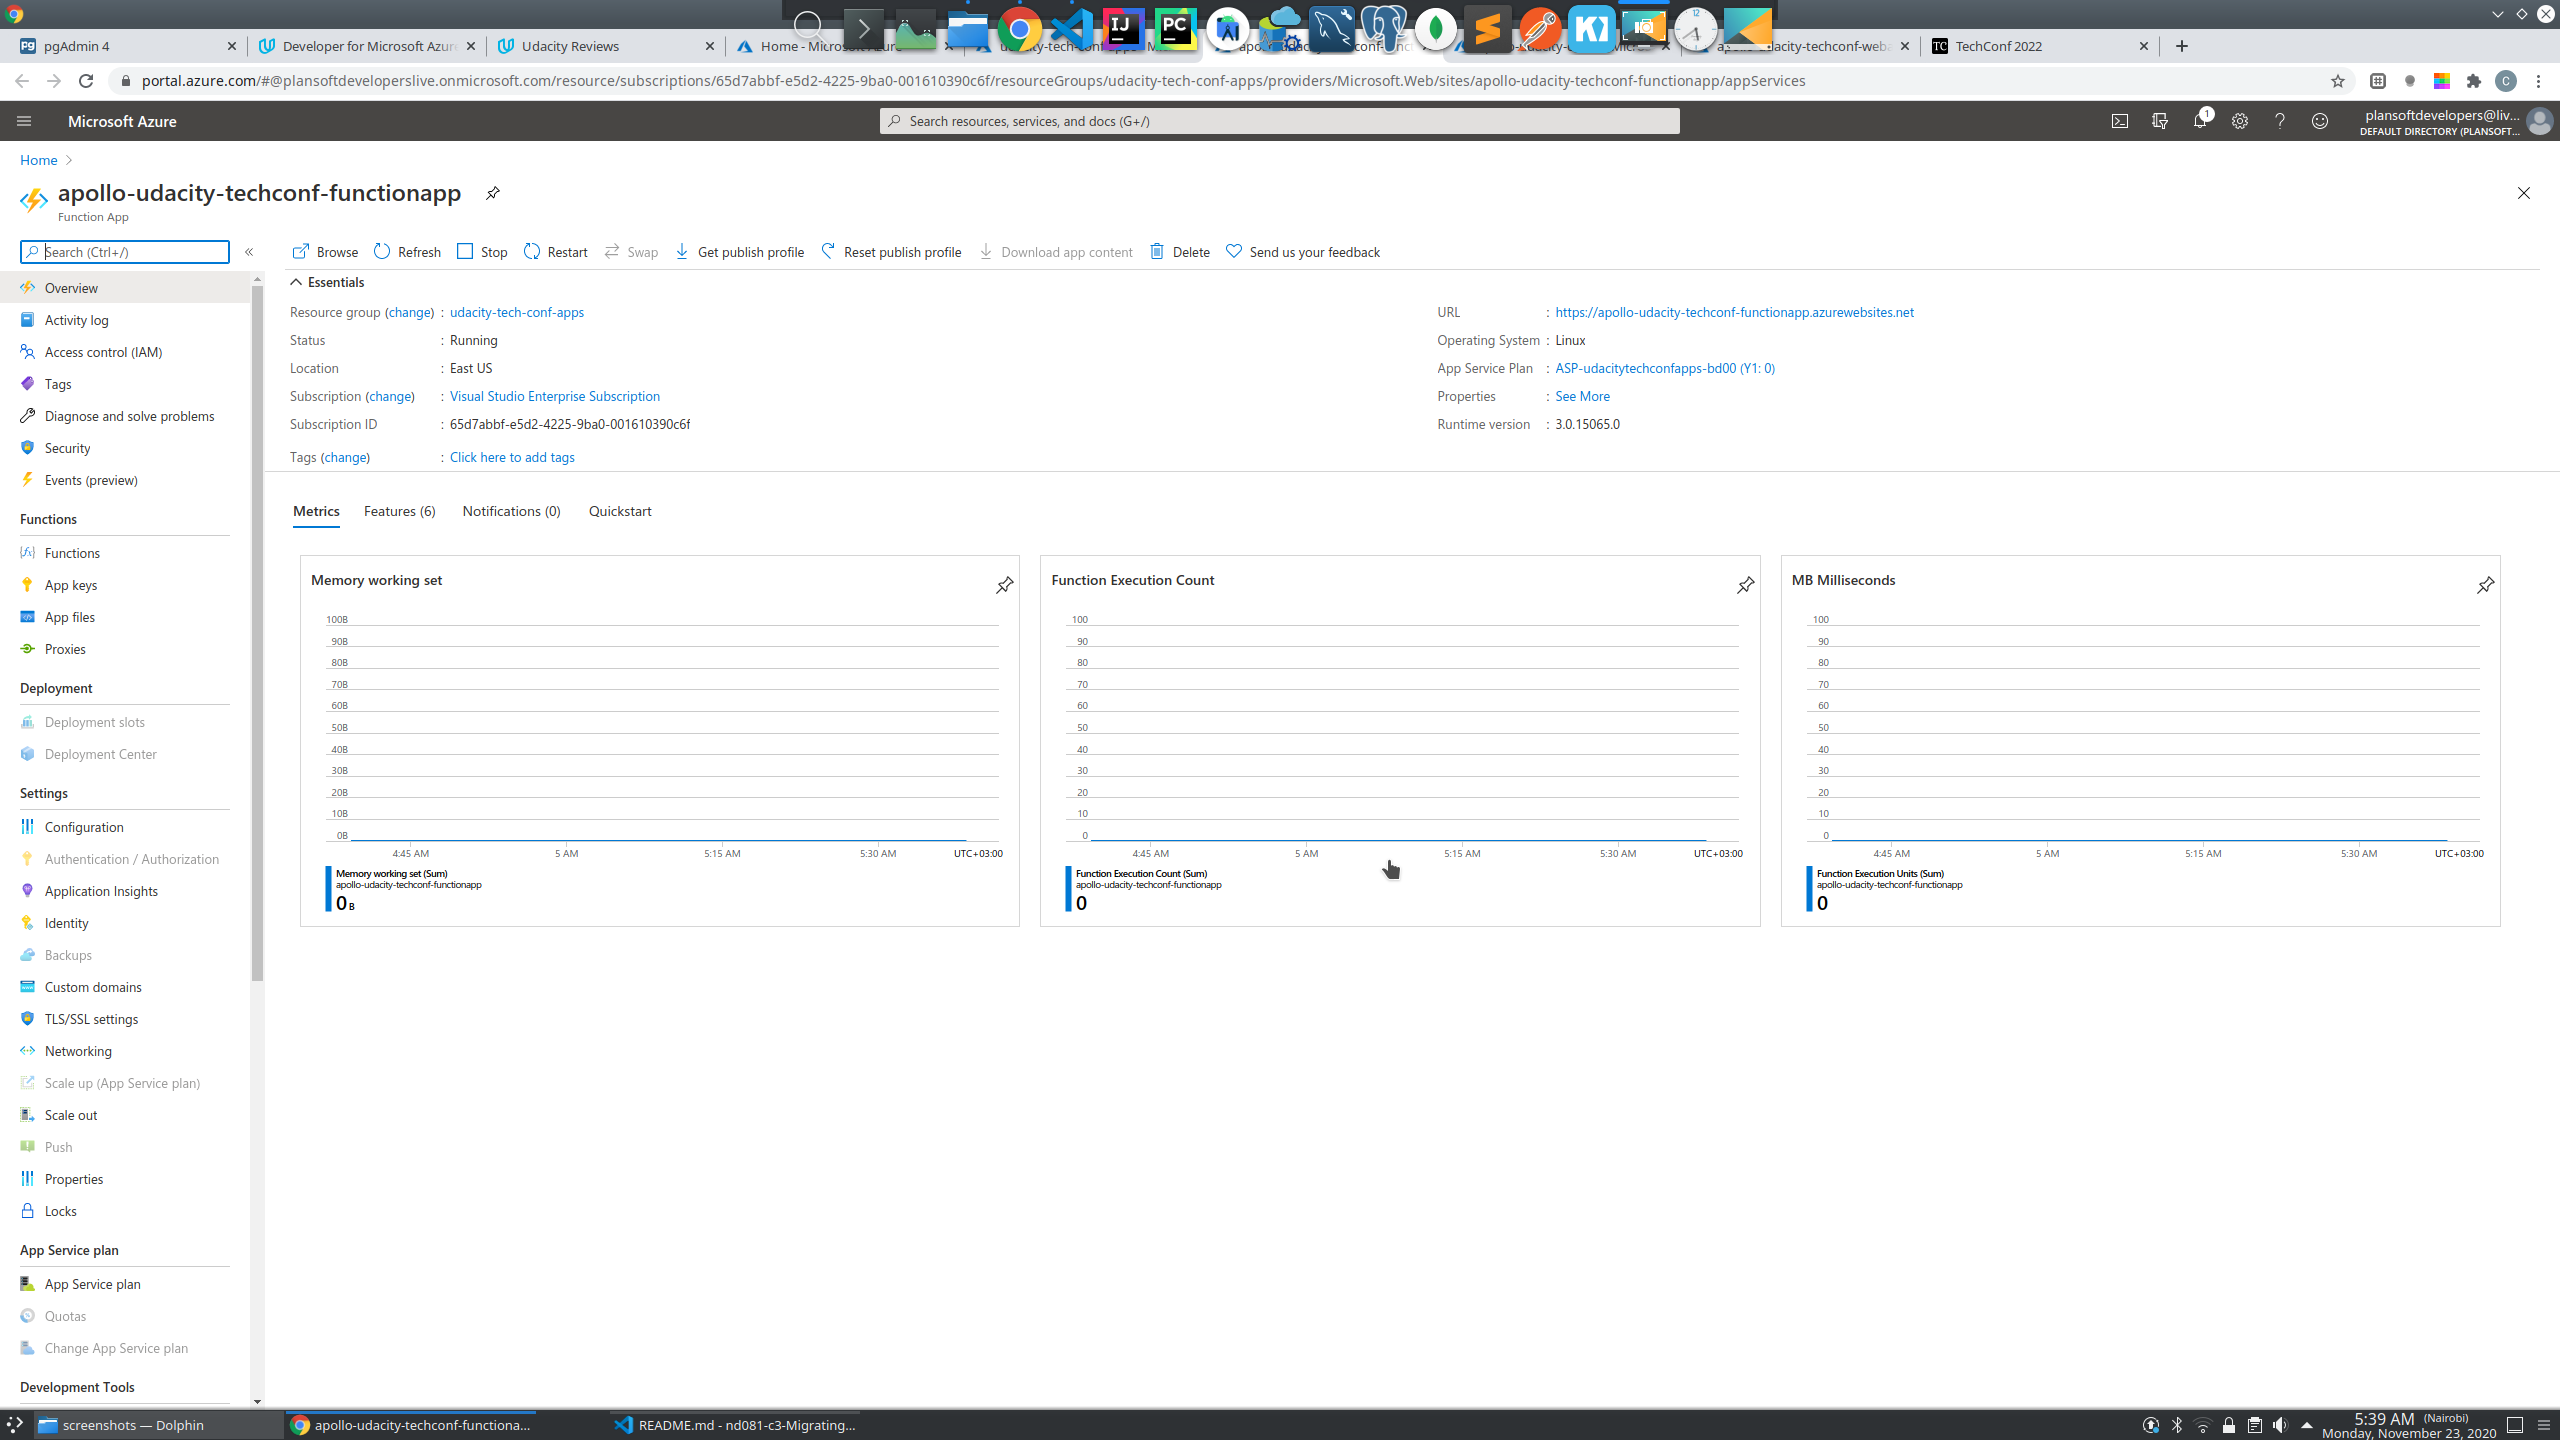 pgAdmin 4
Developer for Microsoft Azur
Udacity Reviews
Home - Microsoft Azure
TechConf 2022
portal.azure.com/#@plansoftdeveloperslive.onmicrosoft.com/resource/subscriptions/65d7abbf-e5d2-4225-9ba0-001610390c6f/resourceGroups/udacity-tech-conf-apps/providers/Microsoft.Web/sites/apollo-udacity-techconf-functionapp/appServices
Microsoft Azure
Search resources, services, and docs (G+/)
1
plansoftdevelopers@liv...
DEFAULT DIRECTORY (PLANSOFT...
Home
apollo-udacity-techconf-functionapp
Function App
Search (Ctrl+/)
Browse
Refresh
Stop
Restart
Swap
Get publish profile
Reset publish profile
Download app content
Delete
Send us your feedback
Essentials
Resource group (change) : udacity-tech-conf-apps
Status : Running
Location : East US
Subscription (change) : Visual Studio Enterprise Subscription
Subscription ID : 65d7abbf-e5d2-4225-9ba0-001610390c6f
Tags (change) : Click here to add tags
URL : https://apollo-udacity-techconf-functionapp.azurewebsites.net
Operating System : Linux
App Service Plan : ASP-udacitytechconfapps-bd00 (Y1: 0)
Properties : See More
Runtime version : 3.0.15065.0
Overview
Activity log
Access control (IAM)
Tags
Diagnose and solve problems
Security
Events (preview)
Functions
Functions
App keys
App files
Proxies
Deployment
Deployment slots
Deployment Center
Settings
Configuration
Authentication / Authorization
Application Insights
Identity
Backups
Custom domains
TLS/SSL settings
Networking
Scale up (App Service plan)
Scale out
Push
Properties
Locks
App Service plan
App Service plan
Quotas
Change App Service plan
Development Tools
Metrics
Features (6)
Notifications (0)
Quickstart
Memory working set
100B
90B
80B
70B
60B
50B
40B
30B
20B
10B
0B
4:45 AM 5 AM 5:15 AM 5:30 AM UTC+03:00
Memory working set (Sum)
apollo-udacity-techconf-functionapp
0 B
Function Execution Count
100
90
80
70
60
50
40
30
20
10
0
4:45 AM 5 AM 5:15 AM 5:30 AM UTC+03:00
Function Execution Count (Sum)
apollo-udacity-techconf-functionapp
0
MB Milliseconds
100
90
80
70
60
50
40
30
20
10
0
4:45 AM 5 AM 5:15 AM 5:30 AM UTC+03:00
Function Execution Units (Sum)
apollo-udacity-techconf-functionapp
0
screenshots — Dolphin
apollo-udacity-techconf-functiona...
README.md - nd081-c3-Migrating...
5:39 AM (Nairobi)
Monday, November 23, 2020